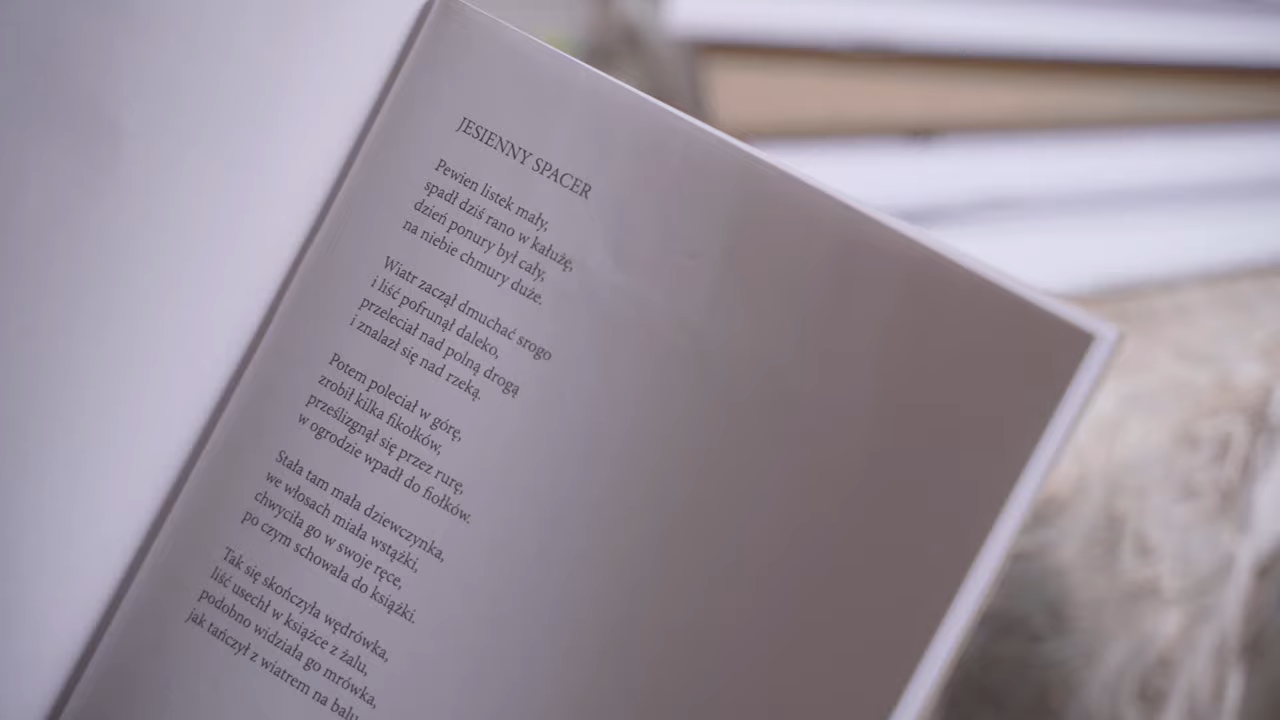 JESIENNY SPACER
Pewien listek mały,
spadł dziś rano w kałużę,
dzień ponury był cały,
na niebie chmury duże.
Wiatr zaczął dmuchać srogo
i liść pofrunął daleko,
przeleciał nad polną drogą
i znalazł się nad rzeką.
Potem poleciał w górę,
zrobił kilka fikołków,
prześlizgnął się przez rurę,
w ogrodzie wpadł do fiołków.
Stała tam mała dziewczynka,
we włosach miała wstążki,
chwyciła go w swoje ręce,
po czym schowała do książki.
Tak się skończyła wędrówka,
liść usechł w książce z żalu,
podobno widziała go mrówka,
jak tańczył z wiatrem na balu